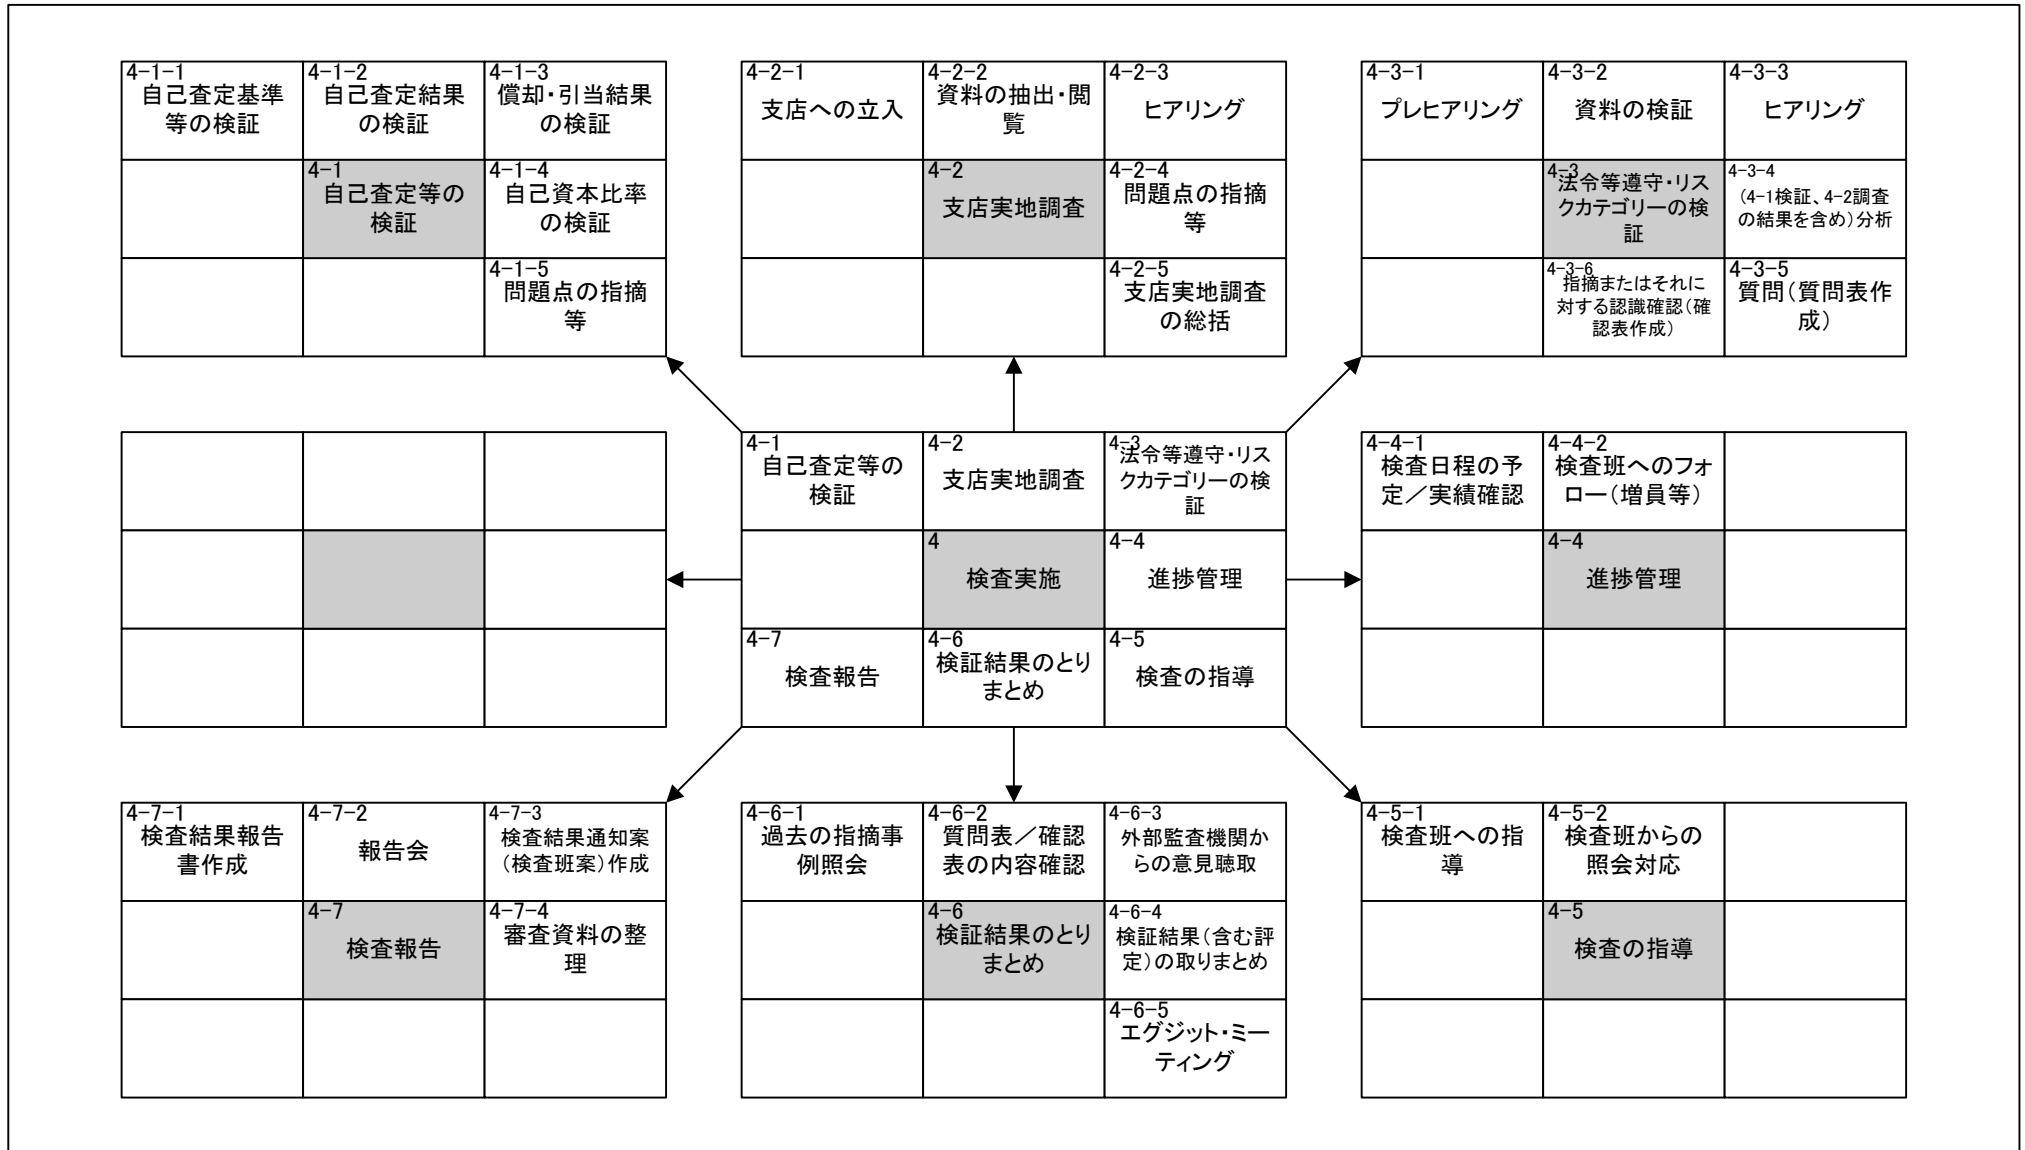 4-1-1
自己査定基準
等の検証
4-1-2
自己査定結果
の検証
4-1-3
償却・引当結果
の検証
4-1
自己査定等の
検証
4-1-4
自己資本比率
の検証
4-1-5
問題点の指摘
等
4-2-1
支店への立入
4-2-2
資料の抽出・閲
覧
4-2-3
ヒアリング
4-2
支店実地調査
4-2-4
問題点の指摘
等
4-2-5
支店実地調査
の総括
4-3-1
プレヒアリング
4-3-2
資料の検証
4-3-3
ヒアリング
4-3
法令等遵守・リス
クカテゴリーの検
証
4-3-4
(4-1検証、4-2調査
の結果を含め)分析
4-3-6
指摘またはそれに
対する認識確認(確
認表作成)
4-3-5
質問(質問表作
成)
4-1
自己査定等の
検証
4-2
支店実地調査
4-3
法令等遵守・リス
クカテゴリーの検
証
4
検査実施
4-4
進捗管理
4-7
検査報告
4-6
検証結果のとり
まとめ
4-5
検査の指導
4-4-1
検査日程の予
定/実績確認
4-4-2
検査班へのフォ
ロー(増員等)
4-4
進捗管理
4-7-1
検査結果報告
書作成
4-7-2
報告会
4-7-3
検査結果通知案
(検査班案)作成
4-7
検査報告
4-7-4
審査資料の整
理
4-6-1
過去の指摘事
例照会
4-6-2
質問表/確認
表の内容確認
4-6-3
外部監査機関か
らの意見聴取
4-6
検証結果のとり
まとめ
4-6-4
検証結果(含む評
定)の取りまとめ
4-6-5
エグジット・ミー
ティング
4-5-1
検査班への指
導
4-5-2
検査班からの
照会対応
4-5
検査の指導